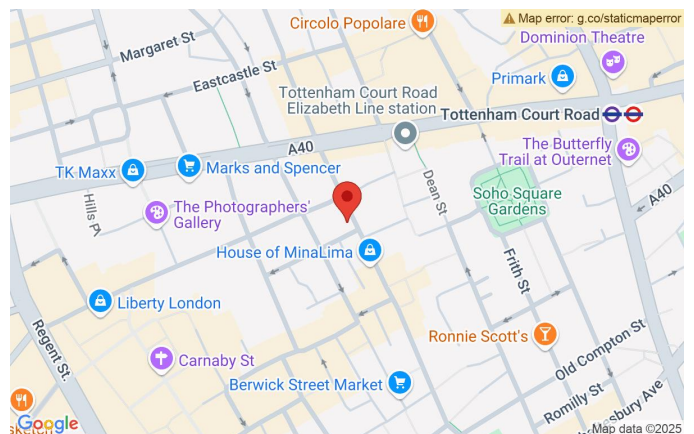 Circolo Popolare
Map error: g.co/staticmaperror
Margaret St
Dominion Theatre
Eastcastle St
Primark
Tottenham Court Road
Elizabeth Line station
Tottenham Court Road
A40
The Butterfly
Trail at Outernet
TK Maxx
Marks and Spencer
Dean St
A40
Hills Pl
The Photographers'
Gallery
Soho Square
Gardens
House of MinaLima
Frith St
Liberty London
Regent St.
Ronnie Scott's
Carnaby St
Old Compton St
Berwick Street Market
Romilly St
esbury Ave
sketch
Google
Map data ©2025